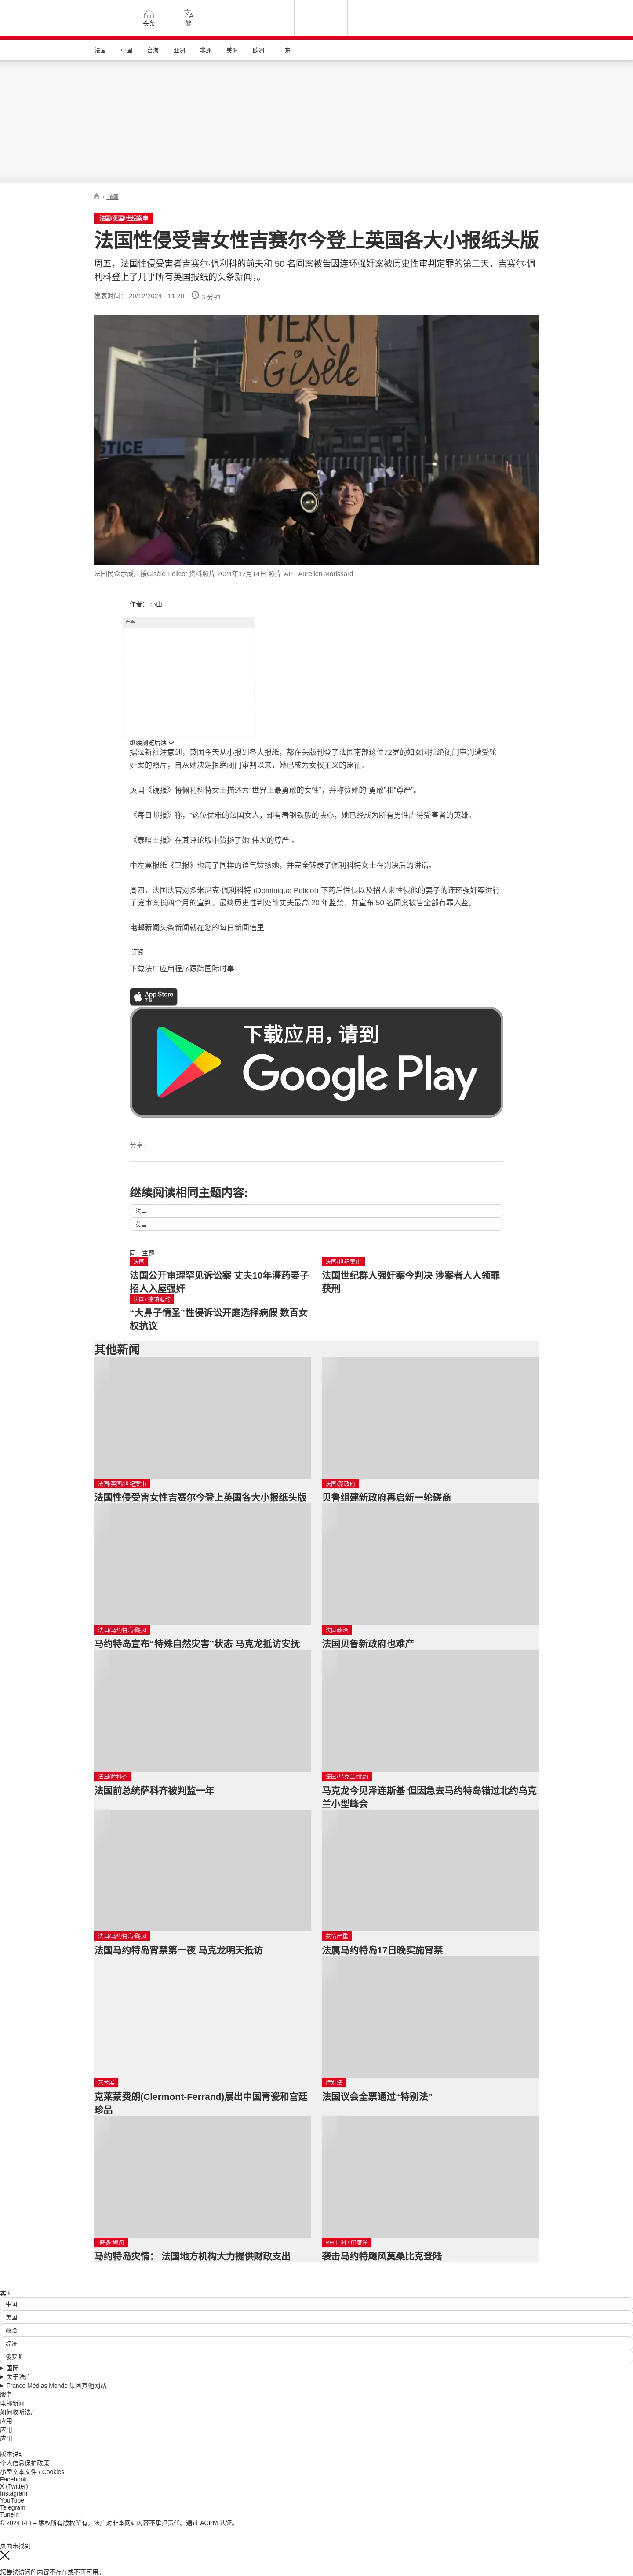 头条
繁
法国 中国 台海 亚洲 非洲 美洲 欧洲 中东
/ 法国
法国/英国/世纪案审
法国性侵受害女性吉赛尔今登上英国各大小报纸头版
周五，法国性侵受害者吉赛尔·佩利科的前夫和 50 名同案被告因连环强奸案被历史性审判定罪的第二天，吉赛尔·佩
利科登上了几乎所有英国报纸的头条新闻，。
发表时间： 20/12/2024 - 11:20 3 分钟
MERCI
Gisèle
法国民众示威声援Gisèle Pelicot 资料照片 2024年12月14日 照片 AP - Aurelien Morissard
作者： 小山
广告
继续浏览后续
据法新社注意到，英国今天从小报到各大报纸，都在头版刊登了法国南部这位72岁的妇女因拒绝闭门审判遭受轮
奸案的照片，自从她决定拒绝闭门审判以来，她已成为女权主义的象征。
英国《镜报》将佩利科特女士描述为“世界上最勇敢的女性”，并称赞她的“勇敢”和“尊严”。
《每日邮报》称，“这位优雅的法国女人，却有着钢铁般的决心，她已经成为所有男性虐待受害者的英雄。”
《泰晤士报》在其评论版中赞扬了她“伟大的尊严”。
中左翼报纸《卫报》也用了同样的语气赞扬她，并完全转录了佩利科特女士在判决后的讲话。
周四，法国法官对多米尼克·佩利科特 (Dominique Pelicot) 下药后性侵以及招人来性侵他的妻子的连环强奸案进行
了庭审案长四个月的宣判，最终历史性判处前丈夫最高 20 年监禁，并宣布 50 名同案被告全部有罪入监。
电邮新闻头条新闻就在您的每日新闻信里
订阅
下载法广应用程序跟踪国际时事
App Store
下载
下载应用，请到
Google Play
分享 :
继续阅读相同主题内容:
法国
英国
同一主题
法国
法国公开审理罕见诉讼案 丈夫10年灌药妻子
招人入屋强奸
法国/世纪案审
法国世纪群人强奸案今判决 涉案者人人领罪
获刑
法国/ 德帕迪约
“大鼻子情圣”性侵诉讼开庭选择病假 数百女
权抗议
其他新闻
法国/英国/世纪案审
法国性侵受害女性吉赛尔今登上英国各大小报纸头版
法国/新政府
贝鲁组建新政府再启新一轮磋商
法国/马约特岛/飓风
马约特岛宣布“特殊自然灾害”状态 马克龙抵访安抚
法国政治
法国贝鲁新政府也难产
法国/萨科齐
法国前总统萨科齐被判监一年
法国/乌克兰/北约
马克龙今见泽连斯基 但因急去马约特岛错过北约乌克
兰小型峰会
法国/马约特岛/飓风
法国马约特岛宵禁第一夜 马克龙明天抵访
灾情严重
法属马约特岛17日晚实施宵禁
艺术展
克莱蒙费朗(Clermont-Ferrand)展出中国青瓷和宫廷
珍品
特别法
法国议会全票通过“特别法”
“奇多”飓风
马约特岛灾情： 法国地方机构大力提供财政支出
RFI非洲 / 印度洋
袭击马约特飓风莫桑比克登陆
实时
中国
美国
政治
经济
俄罗斯
国际
关于法广
France Médias Monde 集团其他网站
服务
电邮新闻
如何收听法广
应用
应用
应用
版本说明
个人信息保护政策
小型文本文件 / Cookies
Facebook
X (Twitter)
Instagram
YouTube
Telegram
TuneIn
© 2024 RFI – 版权所有版权所有。法广对非本网站内容不承担责任。通过 ACPM 认证。
页面未找到
您尝试访问的内容不存在或不再可用。